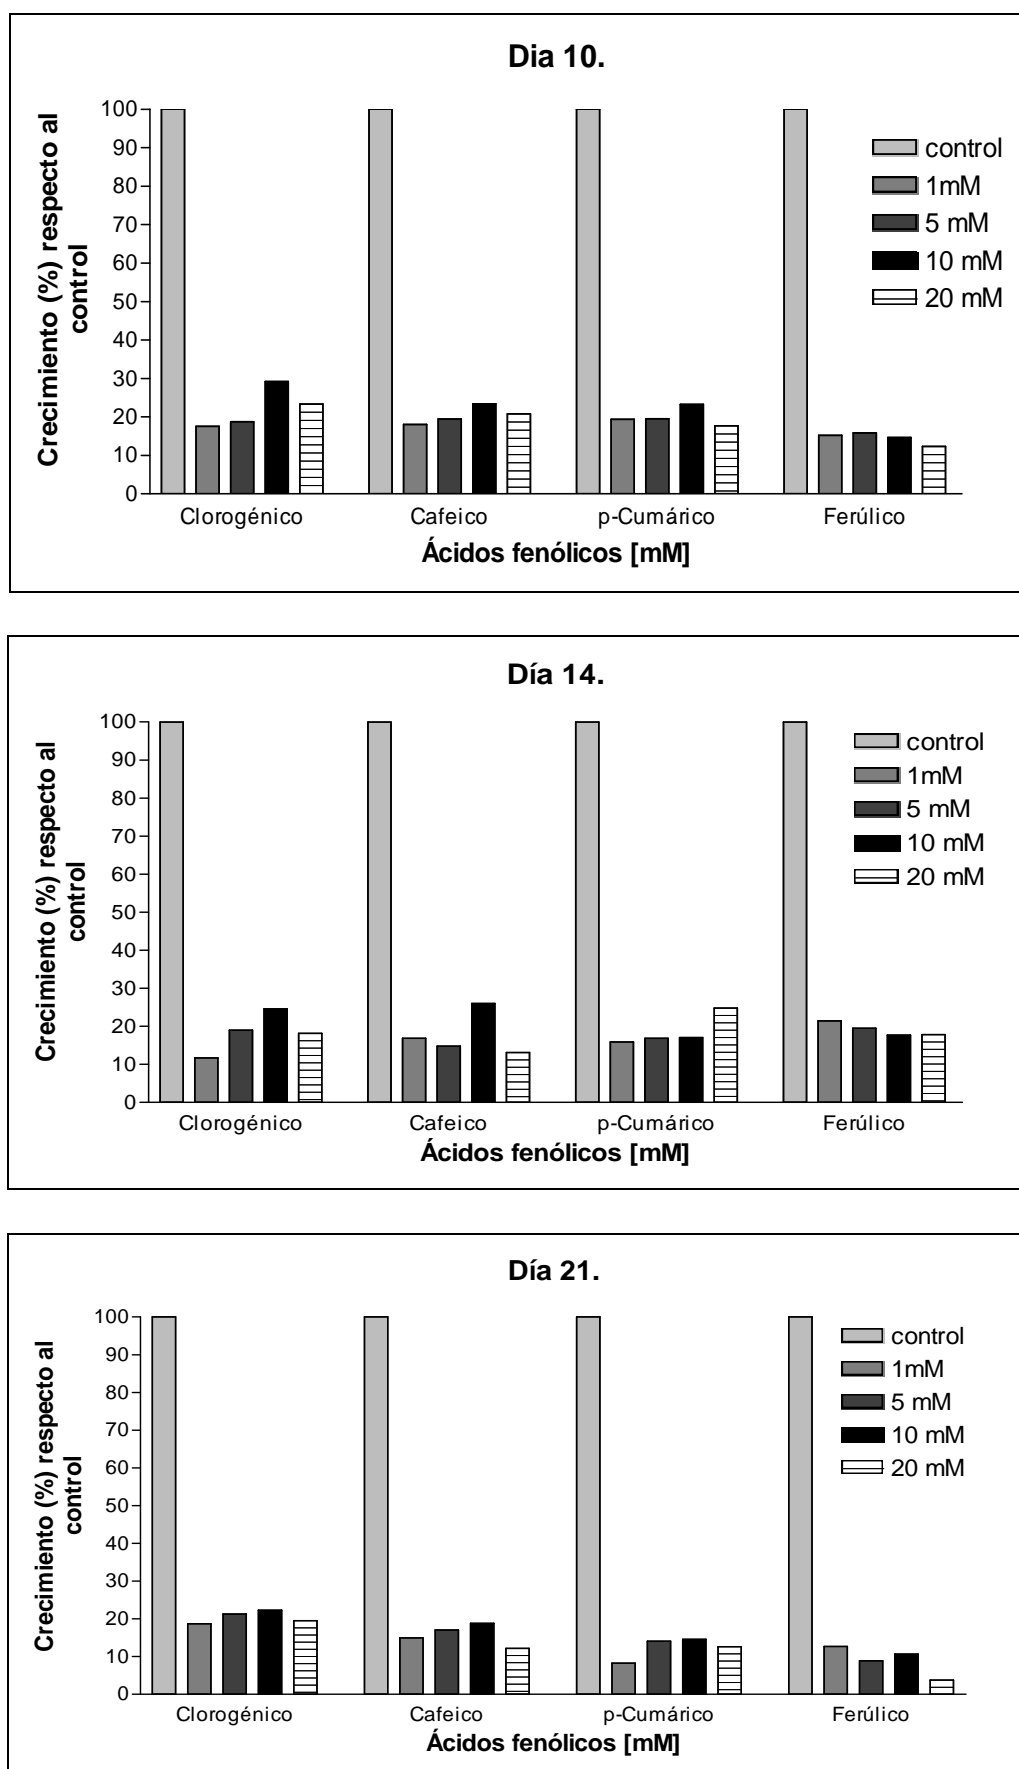 Dia 10.
Crecimiento (%) respecto al
control
100
90
80
70
60
50
40
30
20
10
0
control
1mM
5 mM
10 mM
20 mM
Clorogénico Cafeico p-Cumárico Ferúlico
Ácidos fenólicos [mM]
Día 14.
Crecimiento (%) respecto al
control
100
90
80
70
60
50
40
30
20
10
0
control
1mM
5 mM
10 mM
20 mM
Clorogénico Cafeico p-Cumárico Ferúlico
Ácidos fenólicos [mM]
Día 21.
Crecimiento (%) respecto al
control
100
90
80
70
60
50
40
30
20
10
0
control
1mM
5 mM
10 mM
20 mM
Clorogénico Cafeico p-Cumárico Ferúlico
Ácidos fenólicos [mM]